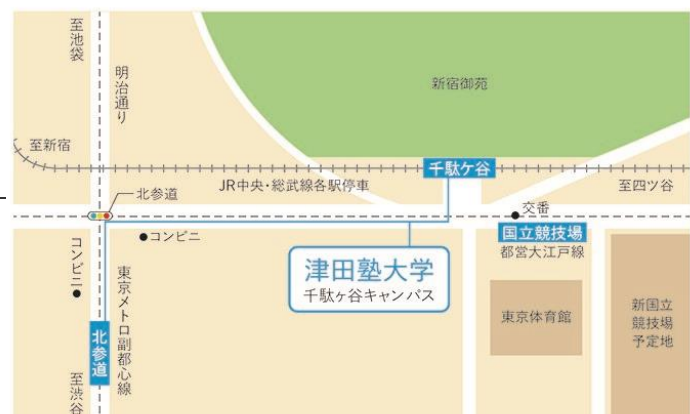 至池袋
明治通り
新宿御苑
至新宿
千駄ケ谷
JR中央・総武線各駅停車
至四ツ谷
北参道
交番
コンビニ
国立競技場
都営大江戸線
津田塾大学
千駄ヶ谷キャンパス
コンビニ
東京メトロ副都心線
北参道
至渋谷
東京体育館
新国立
競技場
予定地